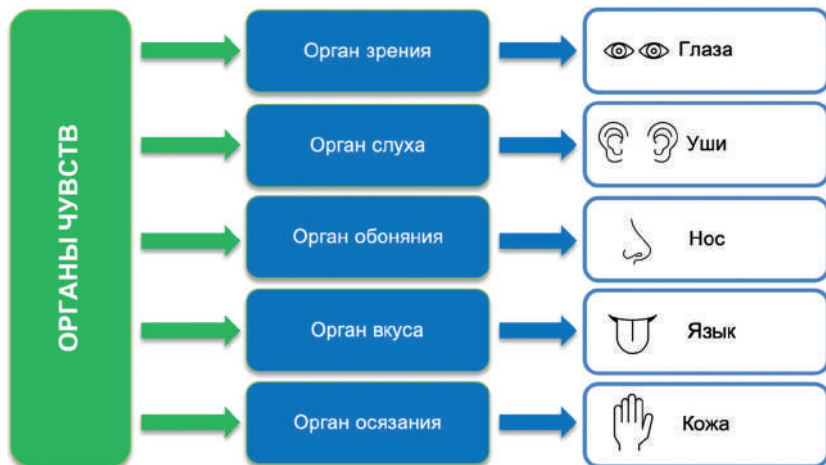 ОРГАНЫ ЧУВСТВ
Орган зрения
Глаза
Орган слуха
Уши
Орган обоняния
Нос
Орган вкуса
Язык
Орган осязания
Кожа